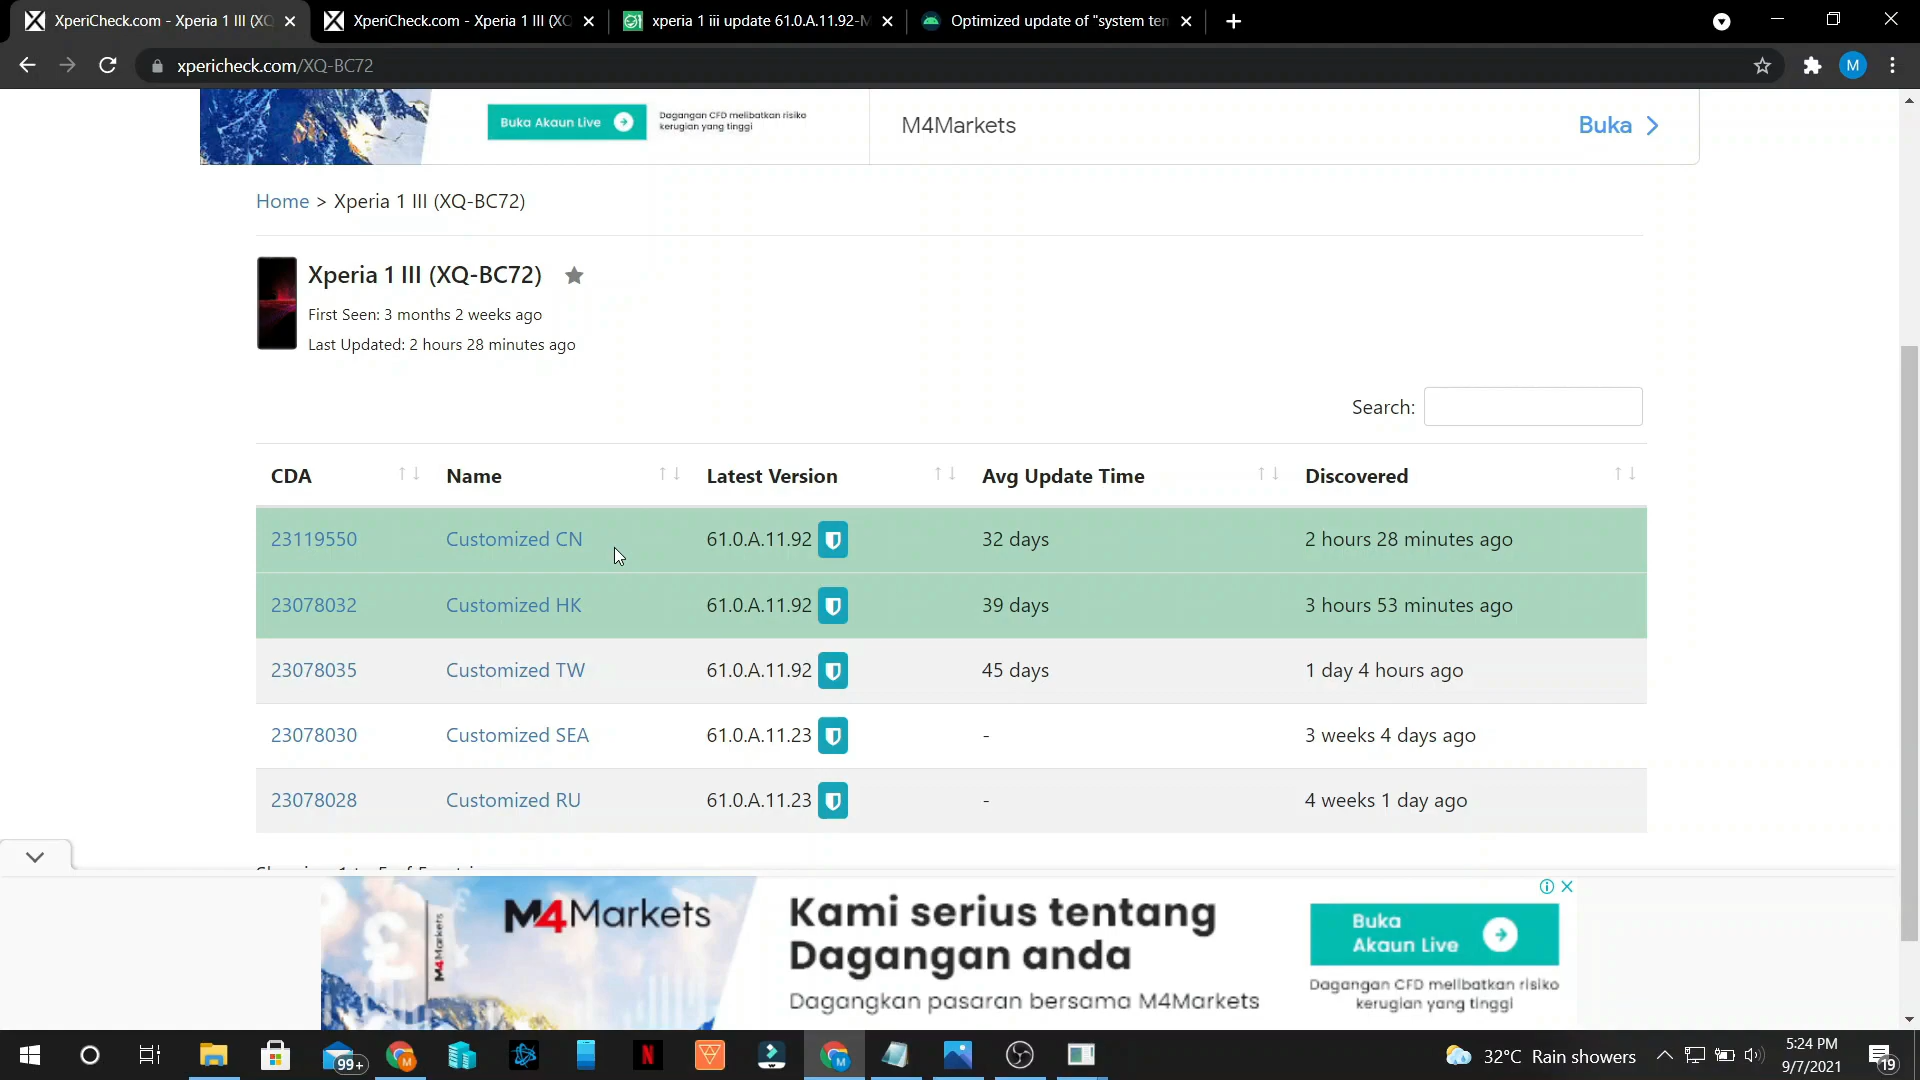 XperiCheck.com - Xperia 1 III (XQ
XperiCheck.com - Xperia 1 III (XQ
xperia 1 iii update 61.0.A.11.92-M
Optimized update of "system ten
xpericheck.com/XQ-BC72
M
Buka Akaun Live
Dagangan CFD melibatkan risiko
kerugian yang tinggi
M4Markets
Buka
Home > Xperia 1 III (XQ-BC72)
Xperia 1 III (XQ-BC72)
First Seen: 3 months 2 weeks ago
Last Updated: 2 hours 28 minutes ago
Search:
CDA Name Latest Version Avg Update Time Discovered
23119550 Customized CN 61.0.A.11.92 32 days 2 hours 28 minutes ago
23078032 Customized HK 61.0.A.11.92 39 days 3 hours 53 minutes ago
23078035 Customized TW 61.0.A.11.92 45 days 1 day 4 hours ago
23078030 Customized SEA 61.0.A.11.23 - 3 weeks 4 days ago
23078028 Customized RU 61.0.A.11.23 - 4 weeks 1 day ago
M4Markets
M4Markets
Kami serius tentang
Dagangan anda
Dagangkan pasaran bersama M4Markets
Buka
Akaun Live
Dagangan CFD melibatkan risiko
kerugian yang tinggi
99+
M
M
N
32°C Rain showers
5:24 PM
9/7/2021
19